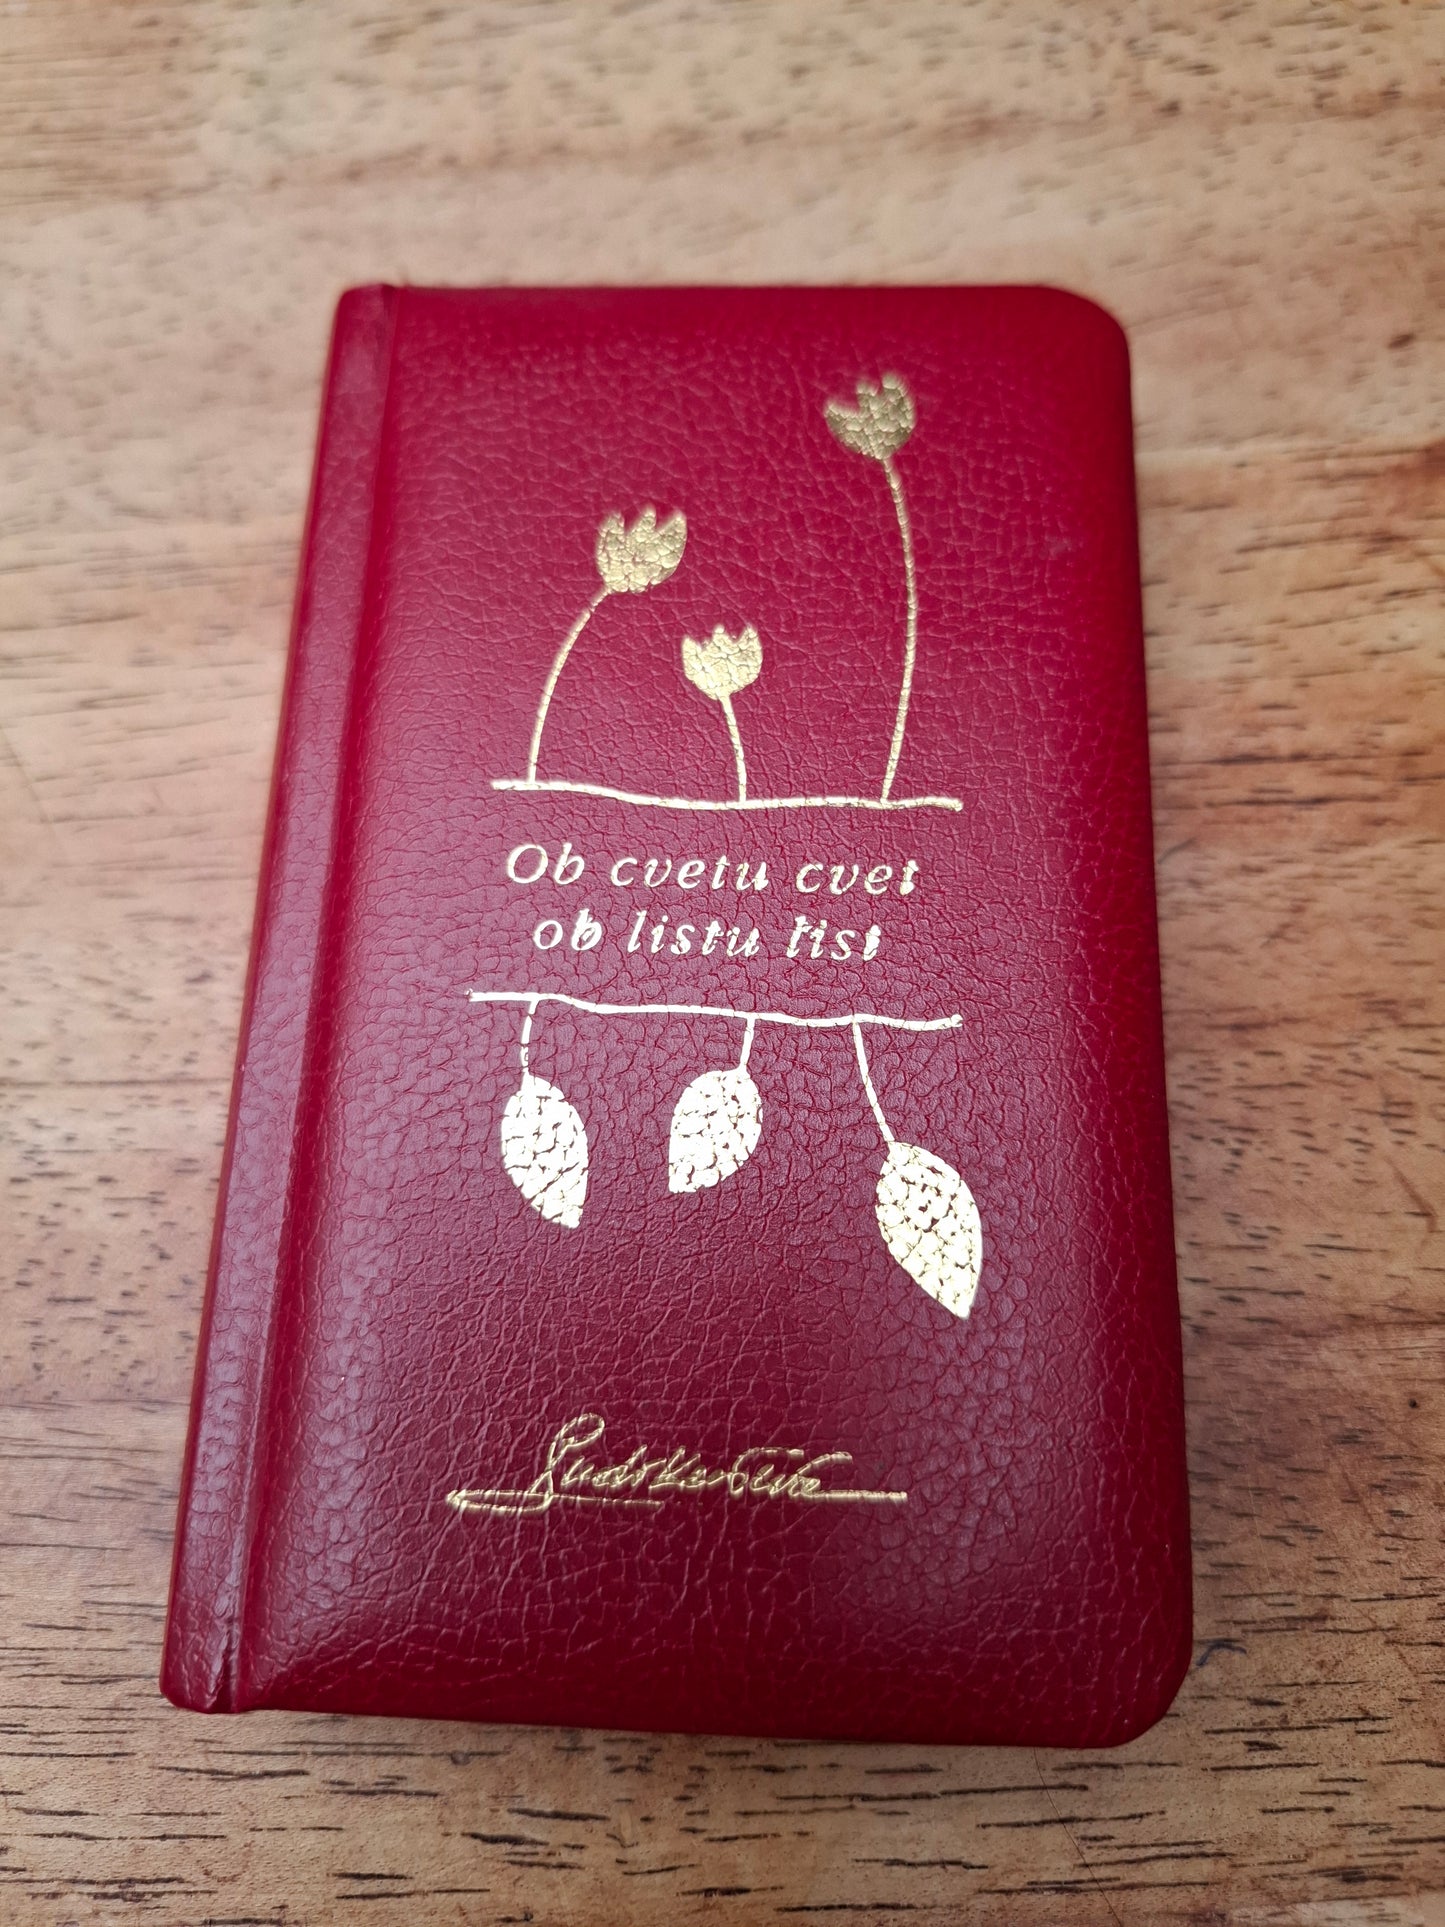 Ob cvetu cvet
ob listu list